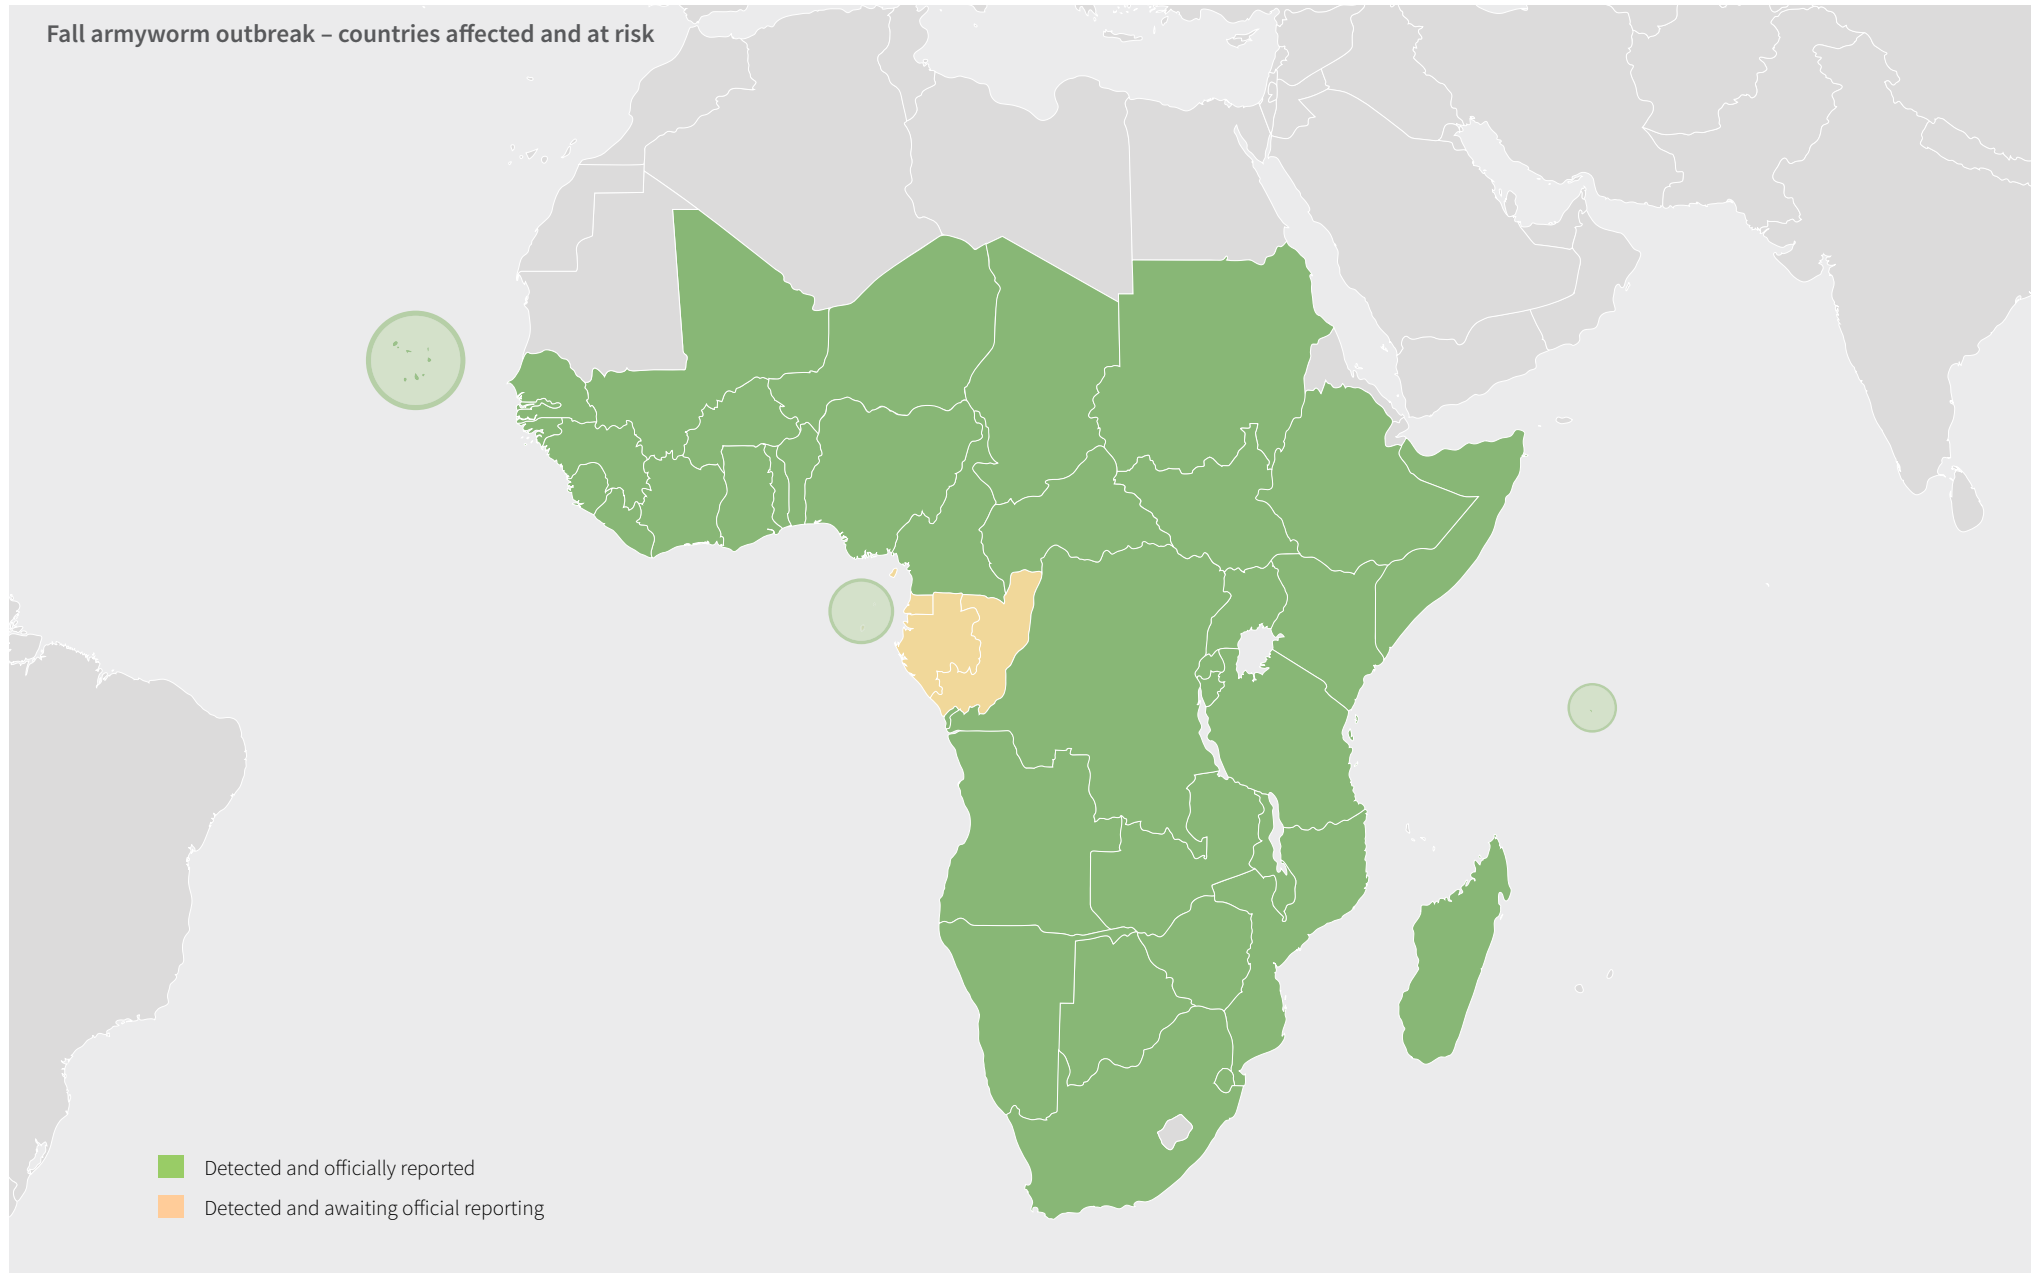 Fall armyworm outbreak – countries affected and at risk
Detected and officially reported
Detected and awaiting official reporting